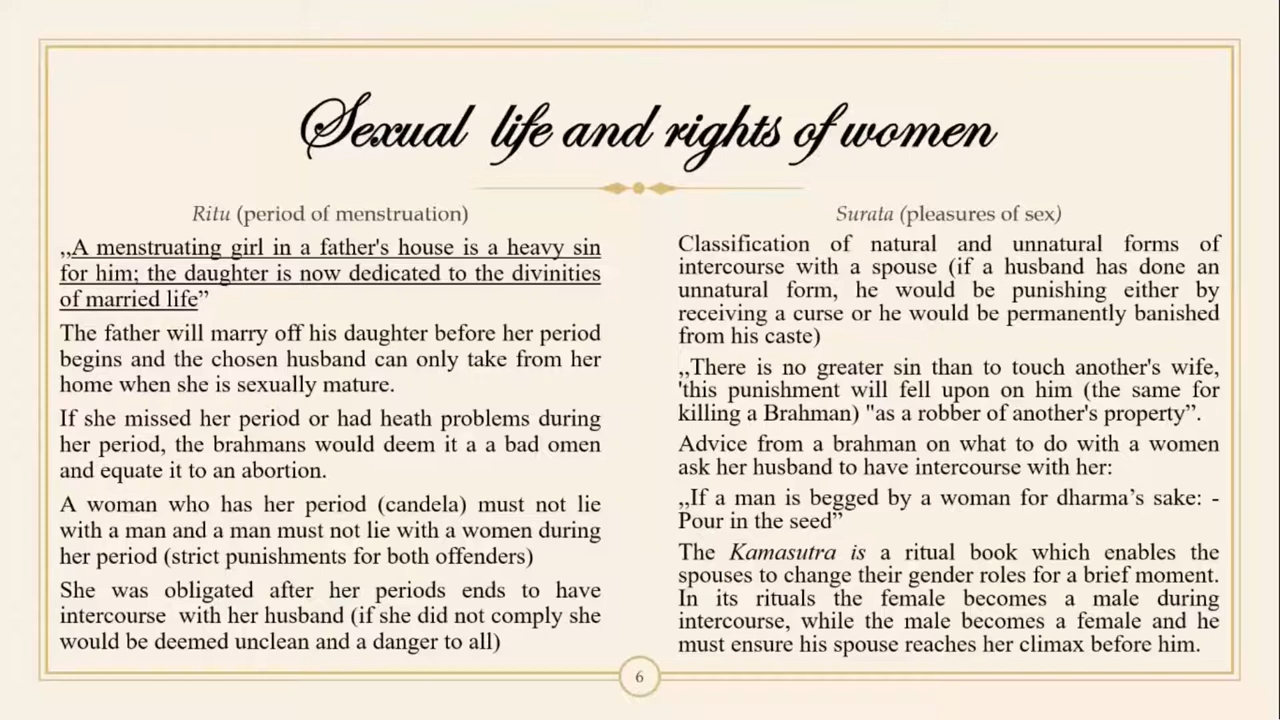 Sexual life and rights of women
Ritu (period of menstruation)
„A menstruating girl in a father's house is a heavy sin
for him; the daughter is now dedicated to the divinities
of married life”
The father will marry off his daughter before her period
begins and the chosen husband can only take from her
home when she is sexually mature.
If she missed her period or had heath problems during
her period, the brahmans would deem it a a bad omen
and equate it to an abortion.
A woman who has her period (candela) must not lie
with a man and a man must not lie with a women during
her period (strict punishments for both offenders)
She was obligated after her periods ends to have
intercourse with her husband (if she did not comply she
would be deemed unclean and a danger to all)
Surata (pleasures of sex)
Classification of natural and unnatural forms of
intercourse with a spouse (if a husband has done an
unnatural form, he would be punishing either by
receiving a curse or he would be permanently banished
from his caste)
„There is no greater sin than to touch another's wife,
'this punishment will fell upon on him (the same for
killing a Brahman) "as a robber of another's property”.
Advice from a brahman on what to do with a women
ask her husband to have intercourse with her:
„If a man is begged by a woman for dharma’s sake: -
Pour in the seed”
The Kamasutra is a ritual book which enables the
spouses to change their gender roles for a brief moment.
In its rituals the female becomes a male during
intercourse, while the male becomes a female and he
must ensure his spouse reaches her climax before him.
6